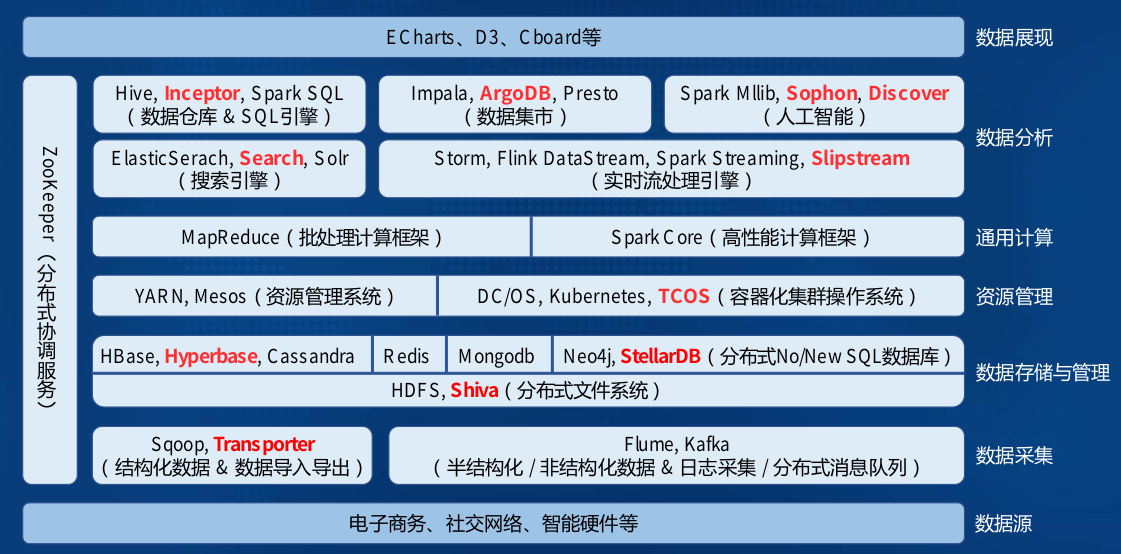 ECharts、D3、Cboard等
数据展现
Hive, Inceptor, Spark SQL
（数据仓库 & SQL引擎）
Impala, ArgoDB, Presto
（数据集市）
Spark Mllib, Sophon, Discover
（人工智能）
数据分析
ElasticSerach, Search, Solr
（搜索引擎）
Storm, Flink DataStream, Spark Streaming, Slipstream
（实时流处理引擎）
ZooKeeper（分布式协调服务）
MapReduce（批处理计算框架）
Spark Core（高性能计算框架）
通用计算
YARN, Mesos（资源管理系统）
DC/OS, Kubernetes, TCOS（容器化集群操作系统）
资源管理
HBase, Hyperbase, Cassandra
Redis
Mongodb
Neo4j, StellarDB（分布式No/New SQL数据库）
HDFS, Shiva（分布式文件系统）
数据存储与管理
Sqoop, Transporter
（结构化数据 & 数据导入导出）
Flume, Kafka
（半结构化 / 非结构化数据 & 日志采集 / 分布式消息队列）
数据采集
电子商务、社交网络、智能硬件等
数据源